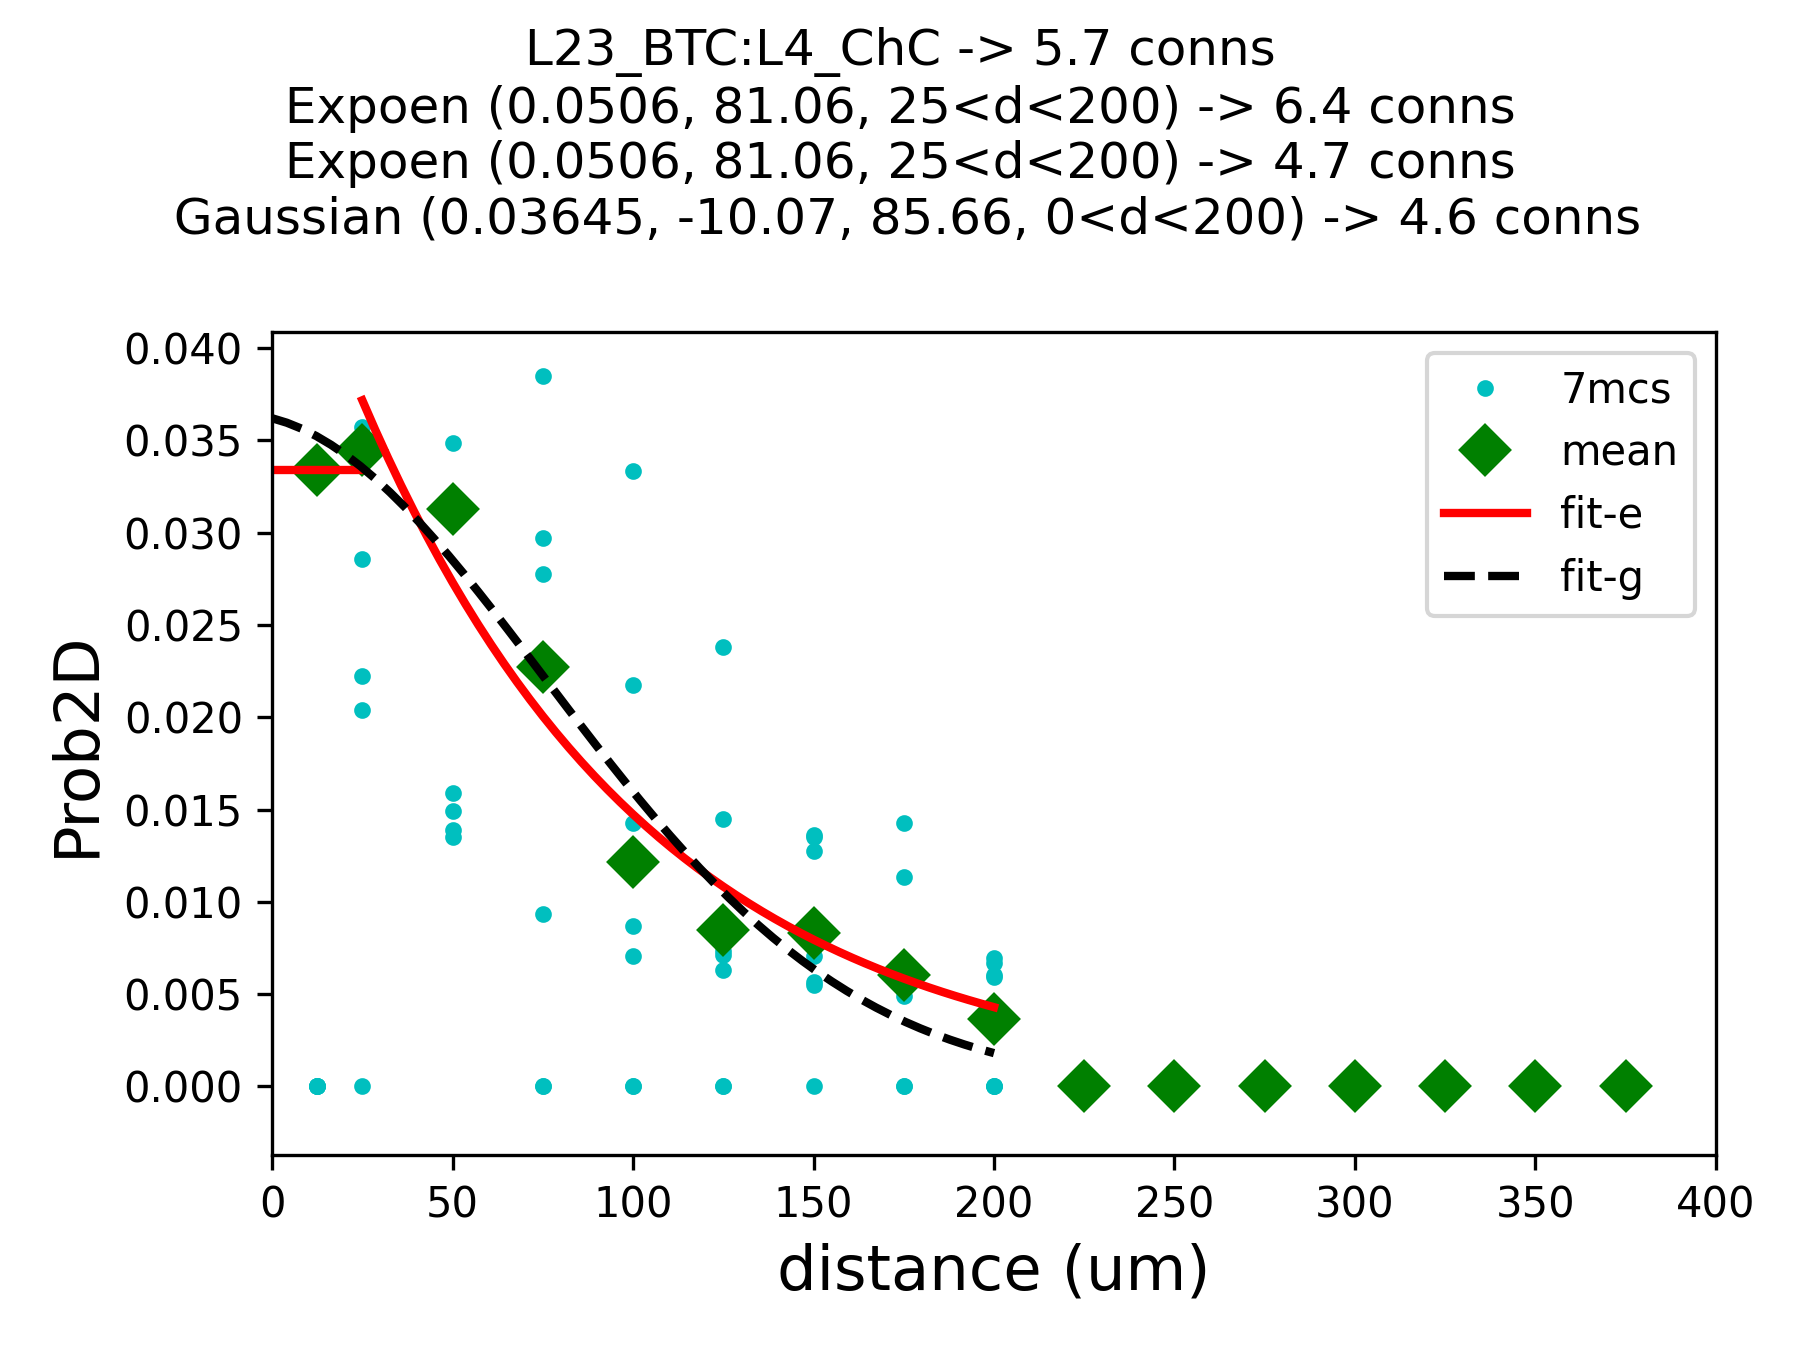 L23_BTC:L4_ChC -> 5.7 conns
Expoen (0.0506, 81.06, 25<d<200) -> 6.4 conns
Expoen (0.0506, 81.06, 25<d<200) -> 4.7 conns
Gaussian (0.03645, -10.07, 85.66, 0<d<200) -> 4.6 conns
0.040
0.035
0.030
0.025
0.020
0.015
0.010
0.005
0.000
Prob2D
7mcs
mean
fit-e
fit-g
0 50 100 150 200 250 300 350 400
distance (um)